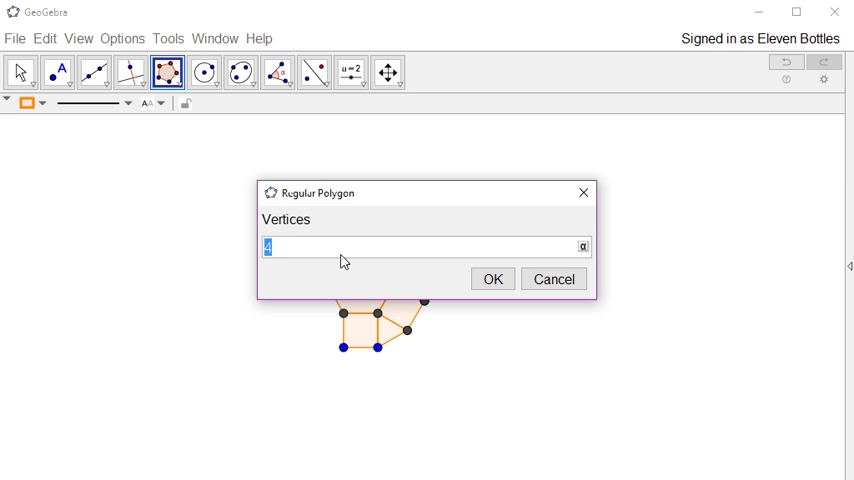 GeoGebra
File Edit View Options Tools Window Help
Signed in as Eleven Bottles
A
α
a=2
AA
Regular Polygon
Vertices
4
α
OK Cancel